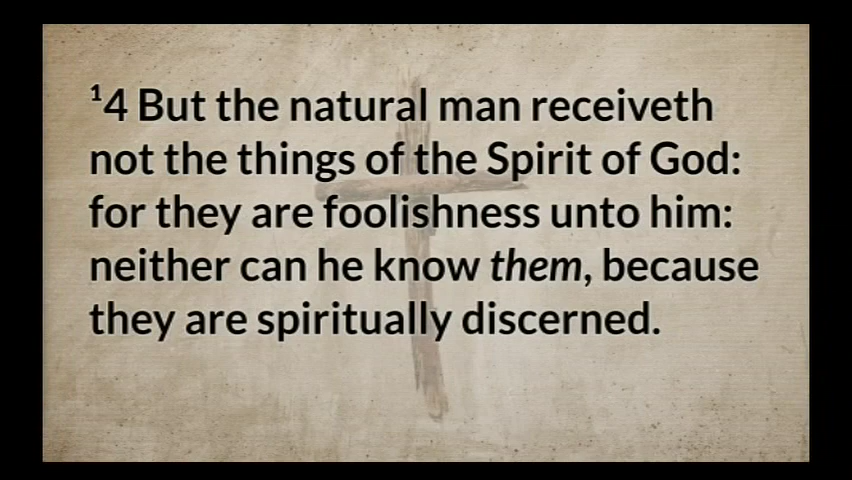 ¹4 But the natural man receiveth
not the things of the Spirit of God:
for they are foolishness unto him:
neither can he know them, because
they are spiritually discerned.